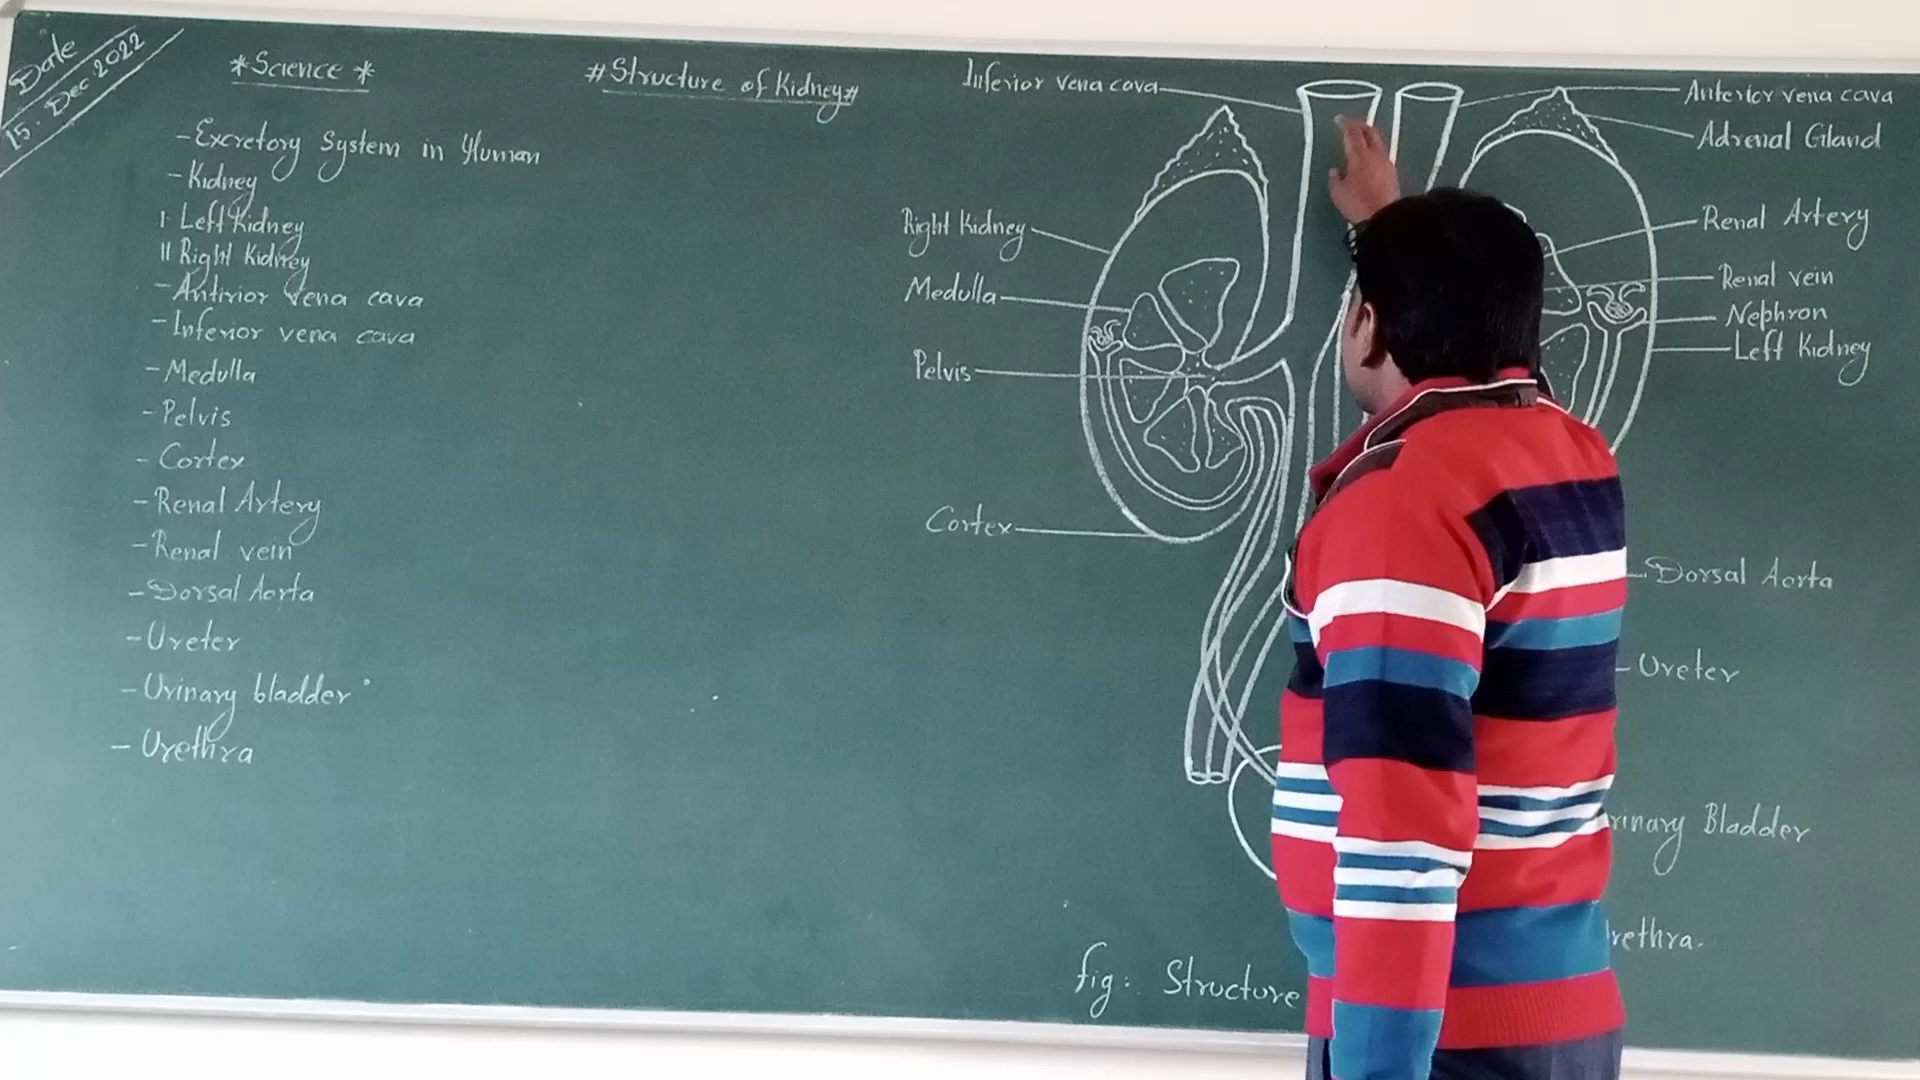 Date
15. Dec. 2022
*Science*
#Structure of Kidney#
- Excretory System in Human
- Kidney
I Left Kidney
II Right Kidney
- Antirior vena cava
- Inferior vena cava
- Medulla
- Pelvis
- Cortex
- Renal Artery
- Renal vein
- Dorsal Aorta
- Ureter
- Urinary bladder
- Urethra
Inferior vena cava
Right Kidney
Medulla
Pelvis
Cortex
Anterior vena cava
Adrenal Gland
Renal Artery
Renal vein
Nephron
Left Kidney
Dorsal Aorta
Ureter
rinary Bladder
rethra.
fig: Structure